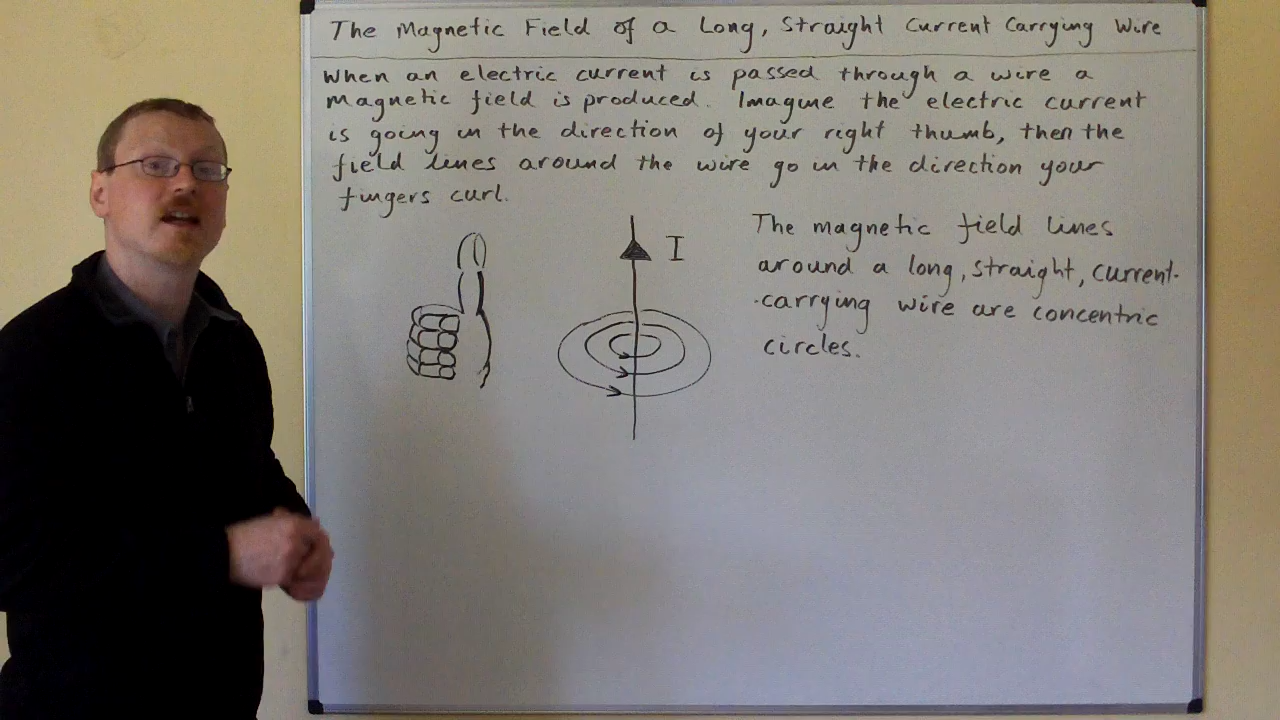 The Magnetic Field of a Long, Straight Current Carrying Wire
When an electric current is passed through a wire a
magnetic field is produced. Imagine the electric current
is going in the direction of your right thumb, then the
field lines around the wire go in the direction your
fingers curl.
I
The magnetic field lines
around a long, straight, current-
-carrying wire are concentric
circles.